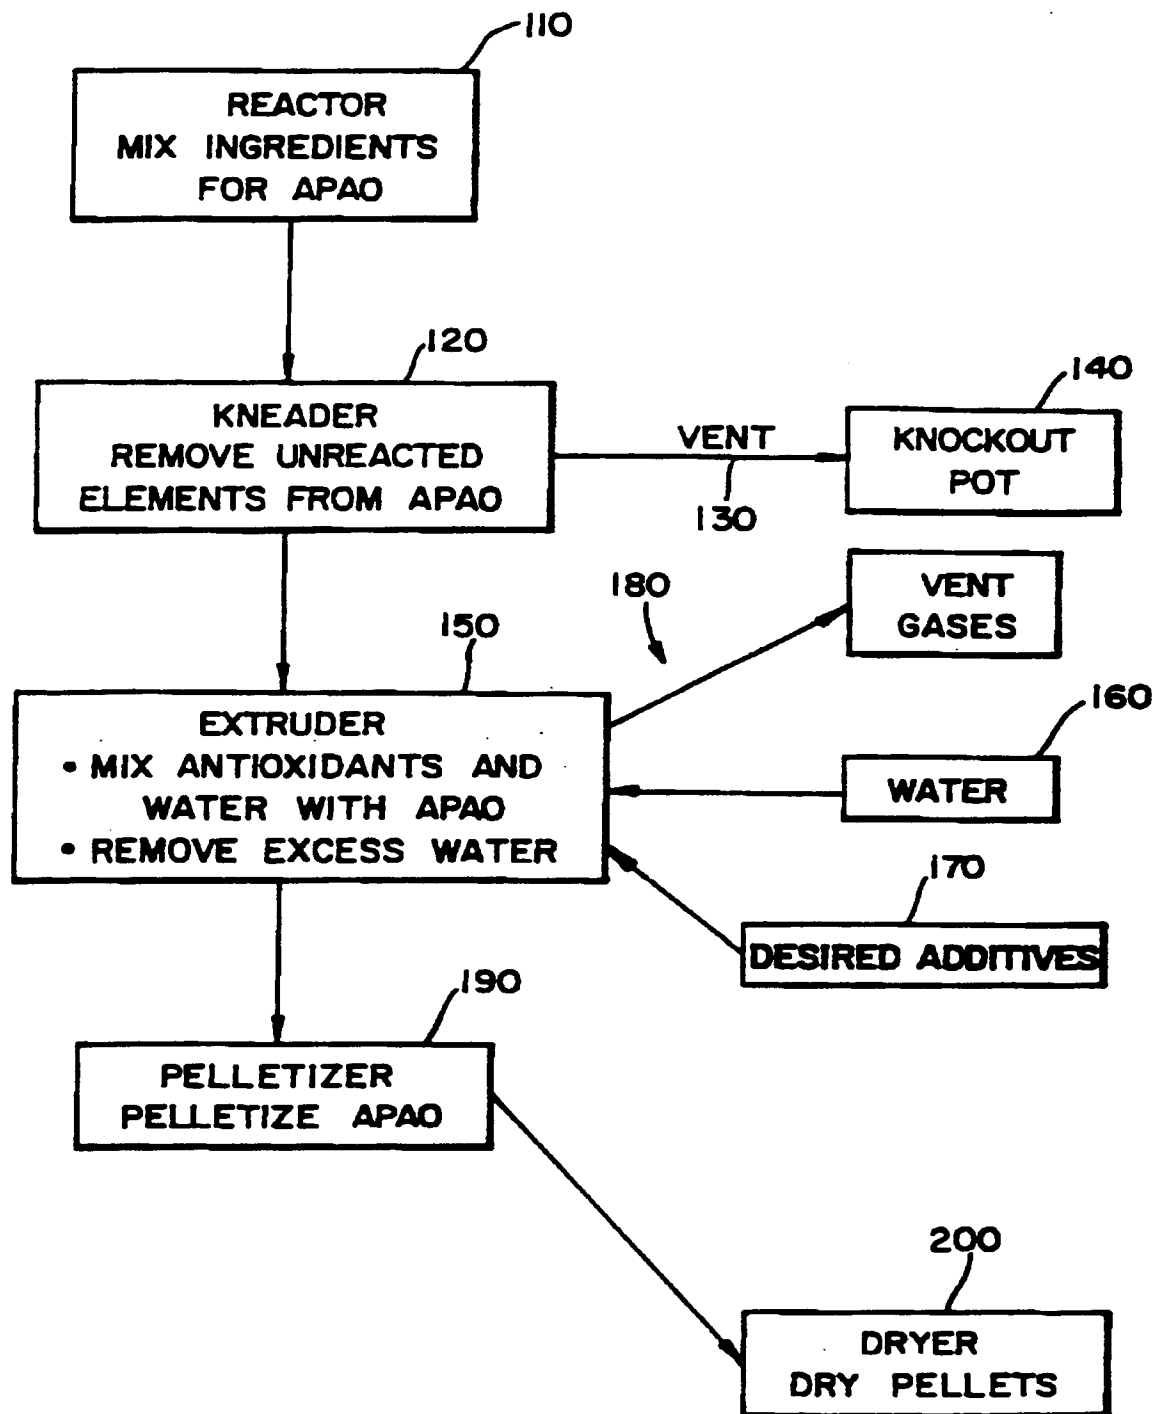 110
REACTOR
MIX INGREDIENTS
FOR APAO
120
KNEADER
REMOVE UNREACTED
ELEMENTS FROM APAO
VENT
130
140
KNOCKOUT
POT
180
VENT
GASES
150
EXTRUDER
• MIX ANTIOXIDANTS AND
WATER WITH APAO
• REMOVE EXCESS WATER
160
WATER
170
DESIRED ADDITIVES
190
PELLETIZER
PELLETIZE APAO
200
DRYER
DRY PELLETS